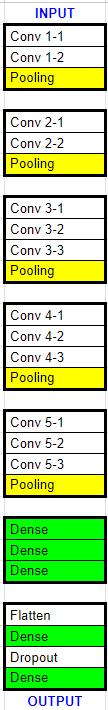 INPUT
Conv 1-1
Conv 1-2
Pooling
Conv 2-1
Conv 2-2
Pooling
Conv 3-1
Conv 3-2
Conv 3-3
Pooling
Conv 4-1
Conv 4-2
Conv 4-3
Pooling
Conv 5-1
Conv 5-2
Conv 5-3
Pooling
Dense
Dense
Dense
Flatten
Dense
Dropout
Dense
OUTPUT